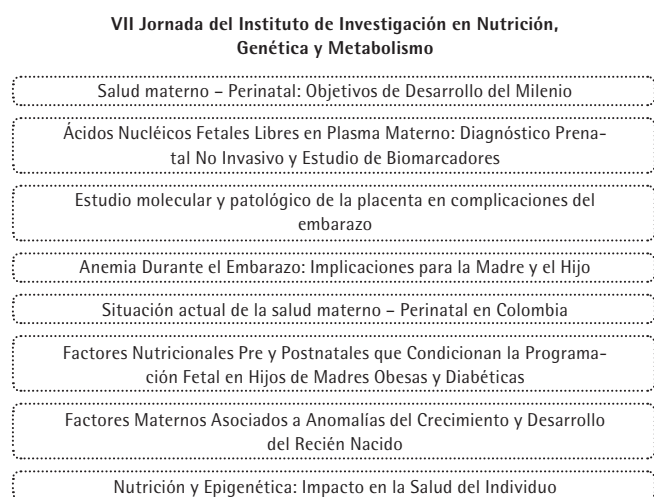 VII Jornada del Instituto de Investigación en Nutrición,
Genética y Metabolismo
Salud materno – Perinatal: Objetivos de Desarrollo del Milenio
Ácidos Nucléicos Fetales Libres en Plasma Materno: Diagnóstico Prena-
tal No Invasivo y Estudio de Biomarcadores
Estudio molecular y patológico de la placenta en complicaciones del
embarazo
Anemia Durante el Embarazo: Implicaciones para la Madre y el Hijo
Situación actual de la salud materno – Perinatal en Colombia
Factores Nutricionales Pre y Postnatales que Condicionan la Programa-
ción Fetal en Hijos de Madres Obesas y Diabéticas
Factores Maternos Asociados a Anomalías del Crecimiento y Desarrollo
del Recién Nacido
Nutrición y Epigenética: Impacto en la Salud del Individuo